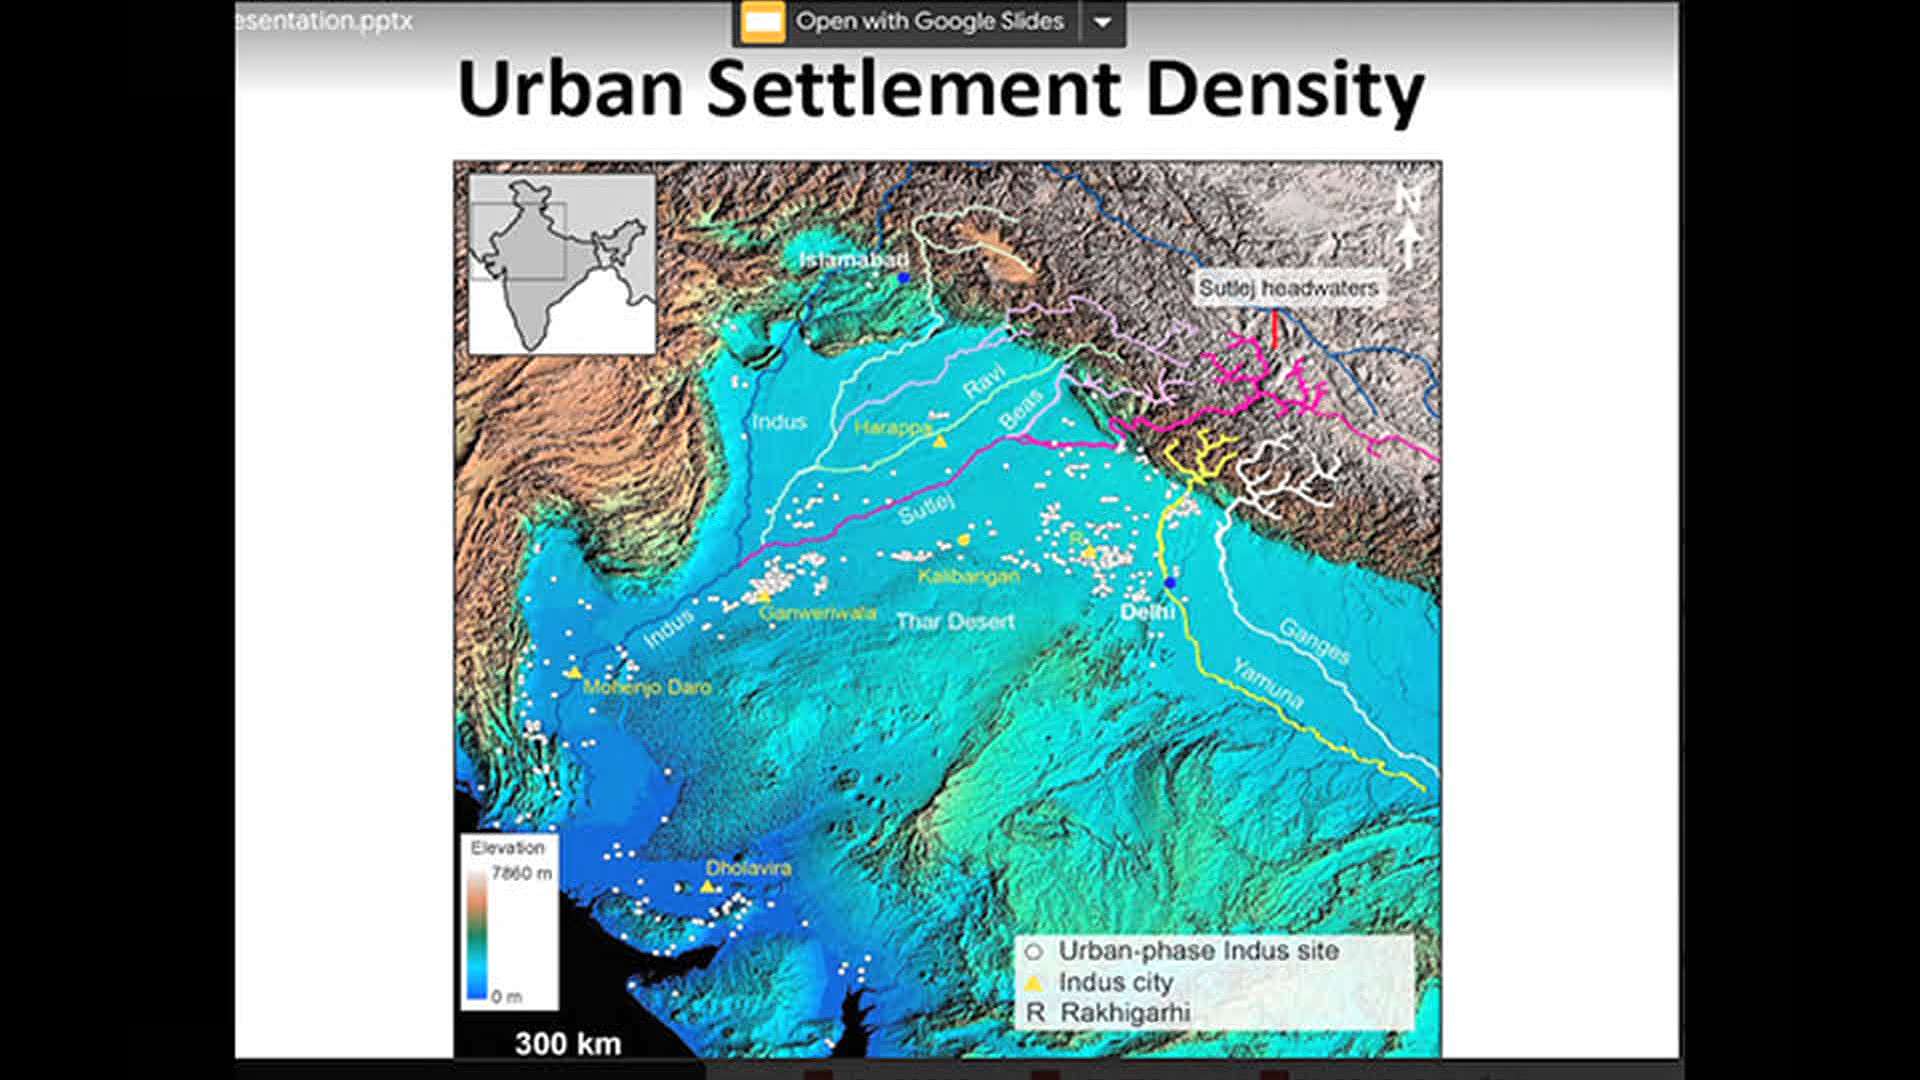 esentation.pptx
Open with Google Slides
Urban Settlement Density
N
Islamabad
Sutlej headwaters
Indus
Ravi
Beas
Harappa
Sutlej
R
Kalibangan
Ganweriwala
Thar Desert
Delhi
Indus
Ganges
Yamuna
Mohenjo Daro
Elevation
7860 m
0 m
Dholavira
Urban-phase Indus site
Indus city
R Rakhigarhi
300 km